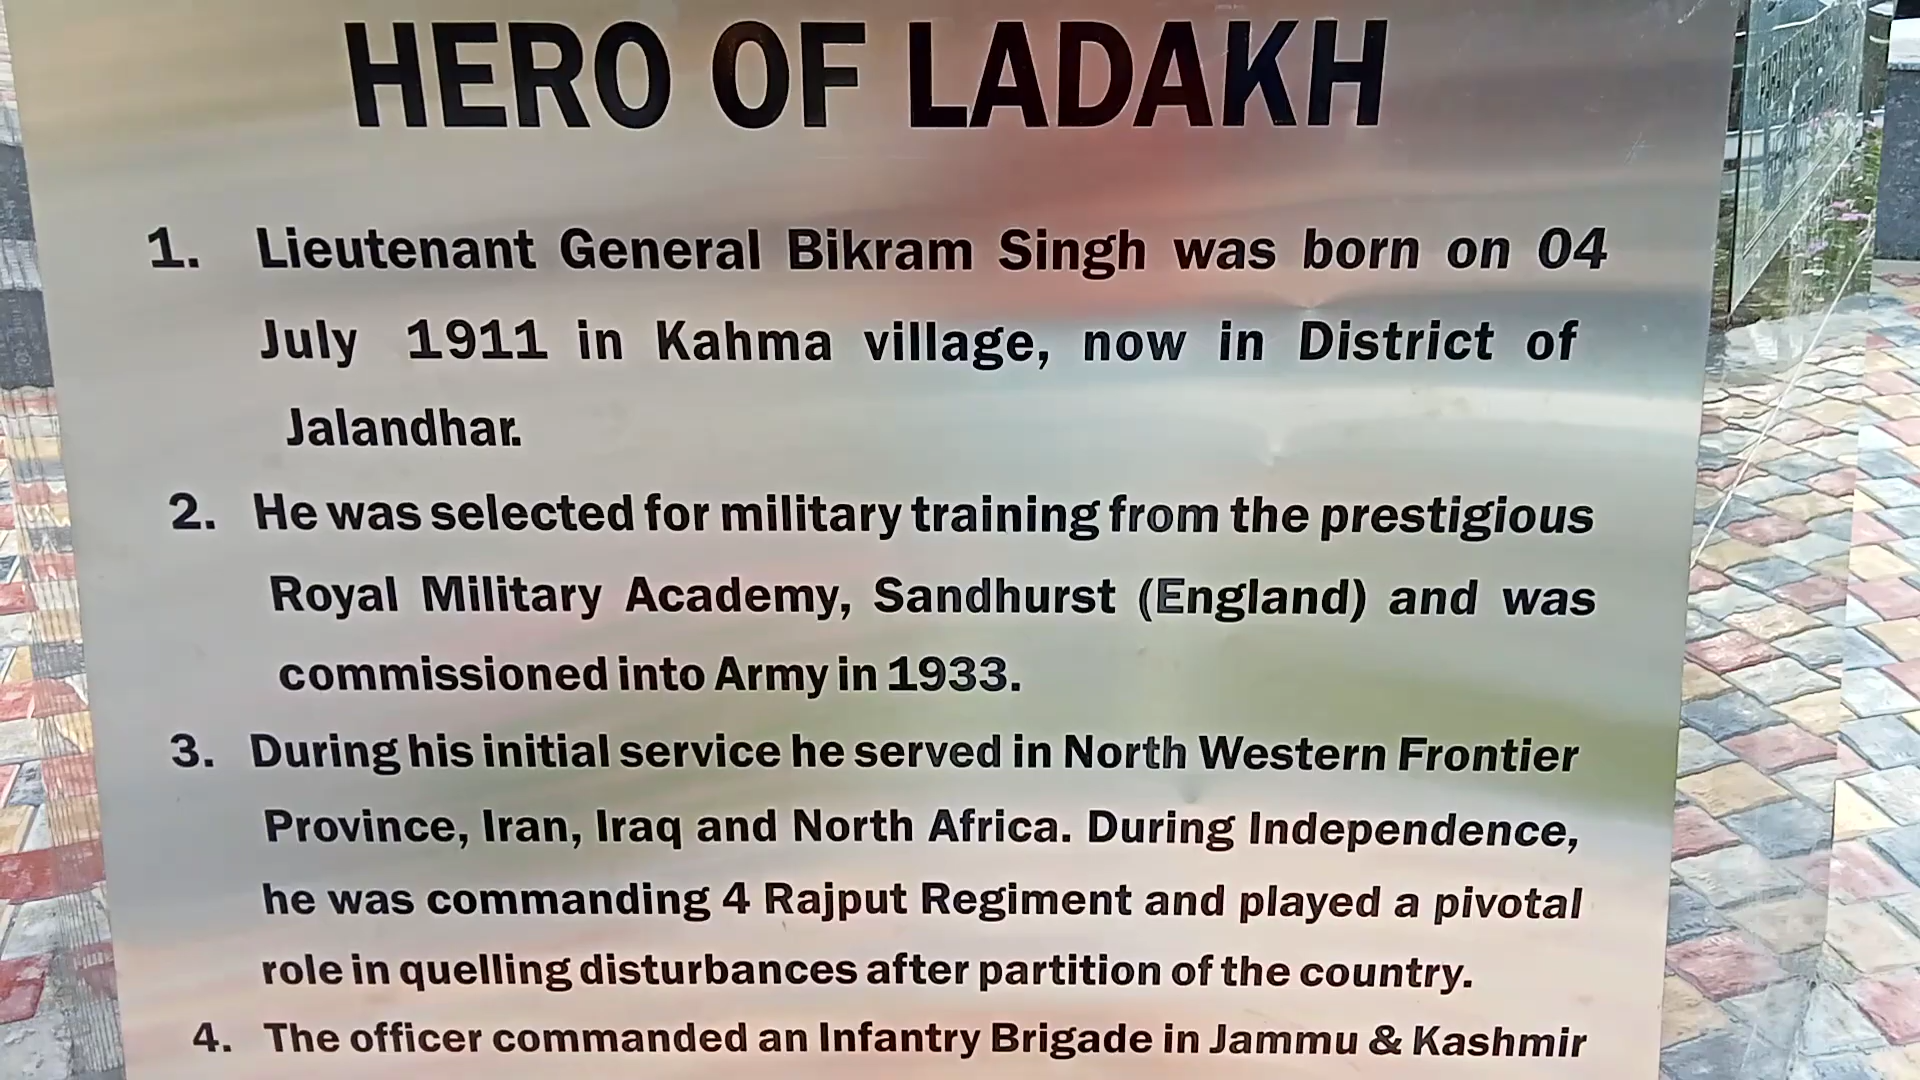 HERO OF LADAKH
1. Lieutenant General Bikram Singh was born on 04
July 1911 in Kahma village, now in District of
Jalandhar.
2. He was selected for military training from the prestigious
Royal Military Academy, Sandhurst (England) and was
commissioned into Army in 1933.
3. During his initial service he served in North Western Frontier
Province, Iran, Iraq and North Africa. During Independence,
he was commanding 4 Rajput Regiment and played a pivotal
role in quelling disturbances after partition of the country.
4. The officer commanded an Infantry Brigade in Jammu & Kashmir